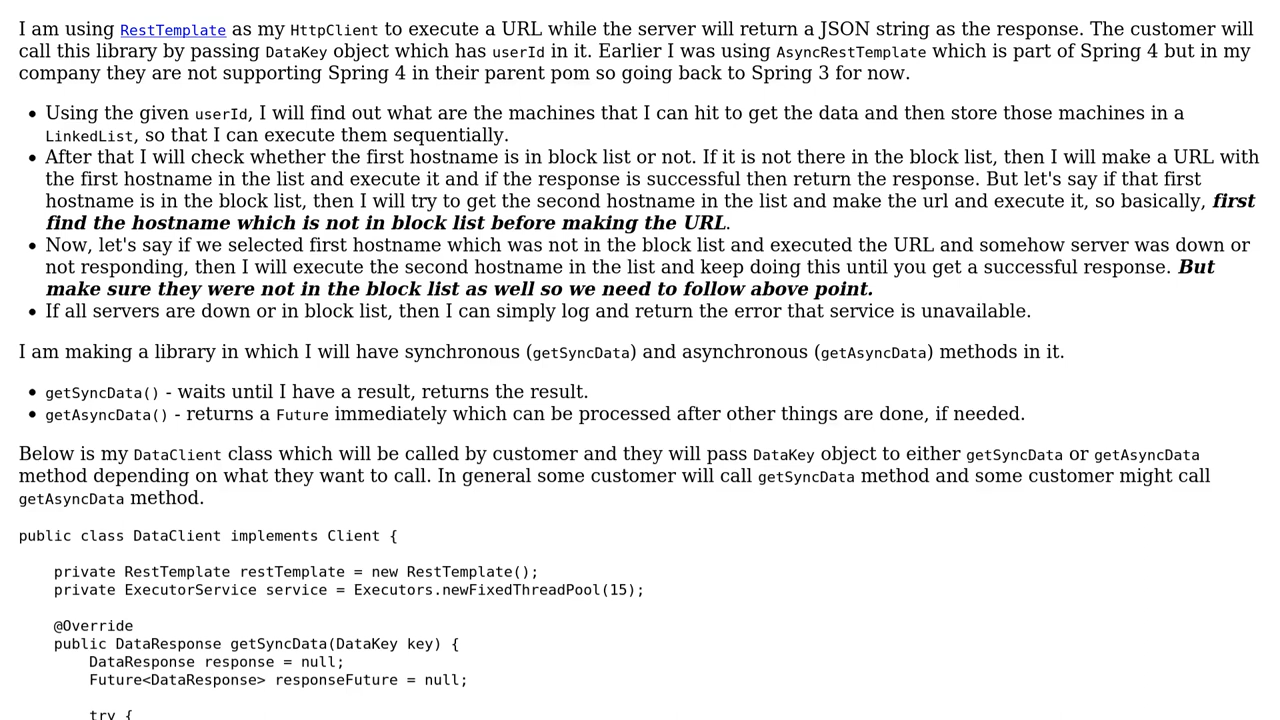 I am using RestTemplate as my HttpClient to execute a URL while the server will return a JSON string as the response. The customer will
call this library by passing DataKey object which has userId in it. Earlier I was using AsyncRestTemplate which is part of Spring 4 but in my
company they are not supporting Spring 4 in their parent pom so going back to Spring 3 for now.
• Using the given userId, I will find out what are the machines that I can hit to get the data and then store those machines in a
LinkedList, so that I can execute them sequentially.
• After that I will check whether the first hostname is in block list or not. If it is not there in the block list, then I will make a URL with
the first hostname in the list and execute it and if the response is successful then return the response. But let's say if that first
hostname is in the block list, then I will try to get the second hostname in the list and make the url and execute it, so basically, first
find the hostname which is not in block list before making the URL.
• Now, let's say if we selected first hostname which was not in the block list and executed the URL and somehow server was down or
not responding, then I will execute the second hostname in the list and keep doing this until you get a successful response. But
make sure they were not in the block list as well so we need to follow above point.
• If all servers are down or in block list, then I can simply log and return the error that service is unavailable.
I am making a library in which I will have synchronous (getSyncData) and asynchronous (getAsyncData) methods in it.
• getSyncData() - waits until I have a result, returns the result.
• getAsyncData() - returns a Future immediately which can be processed after other things are done, if needed.
Below is my DataClient class which will be called by customer and they will pass DataKey object to either getSyncData or getAsyncData
method depending on what they want to call. In general some customer will call getSyncData method and some customer might call
getAsyncData method.
public class DataClient implements Client {
    private RestTemplate restTemplate = new RestTemplate();
    private ExecutorService service = Executors.newFixedThreadPool(15);
    @Override
    public DataResponse getSyncData(DataKey key) {
        DataResponse response = null;
        Future<DataResponse> responseFuture = null;
        try {